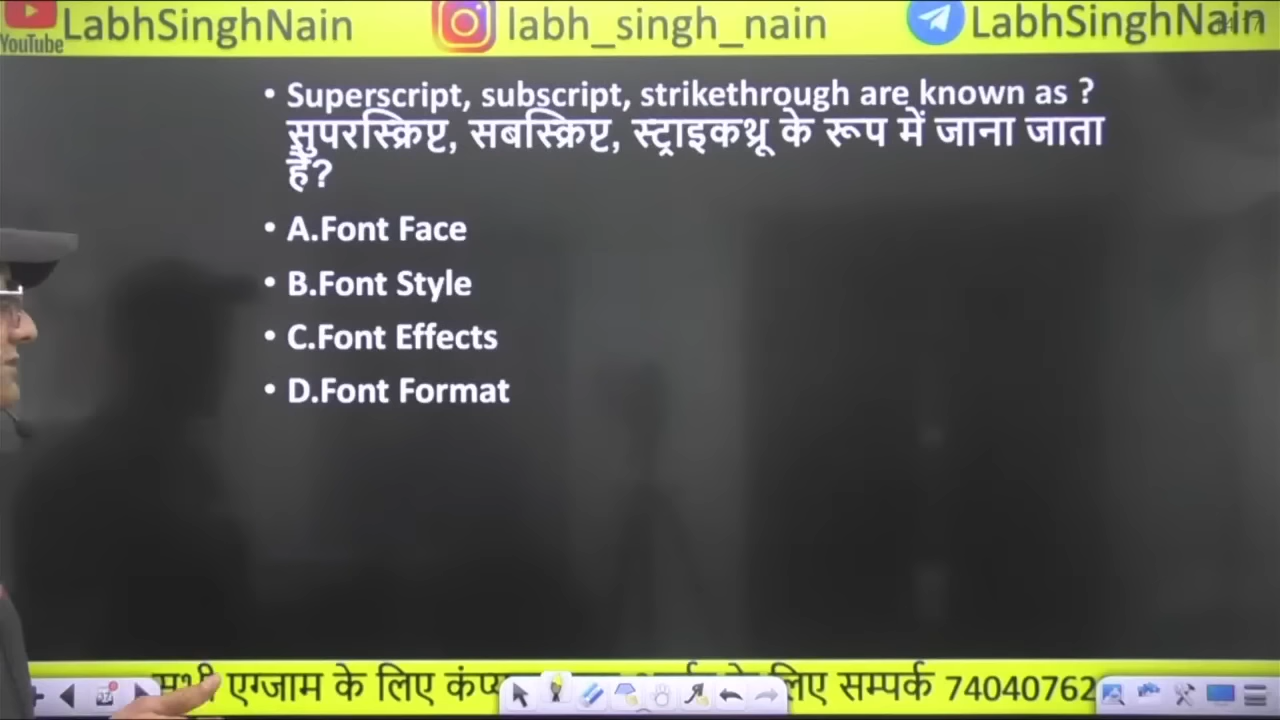 YouTube LabhSinghNain labh_singh_nain LabhSinghNain
• Superscript, subscript, strikethrough are known as ?
सुपरस्क्रिप्ट, सबस्क्रिप्ट, स्ट्राइकथ्रू के रूप में जाना जाता
है?
• A.Font Face
• B.Font Style
• C.Font Effects
• D.Font Format
एग्जाम के लिए लिए सम्पर्क 74040762